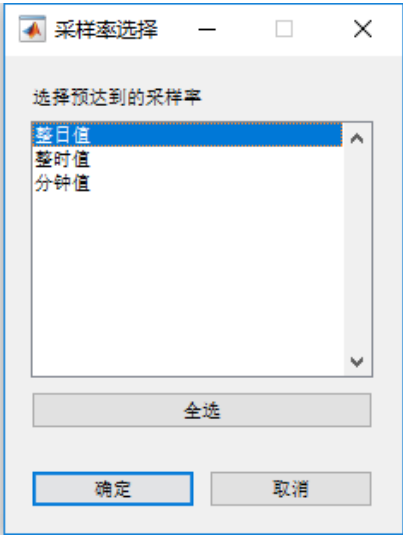 采样率选择
选择预达到的采样率
整日值
整时值
分钟值
全选
确定
取消